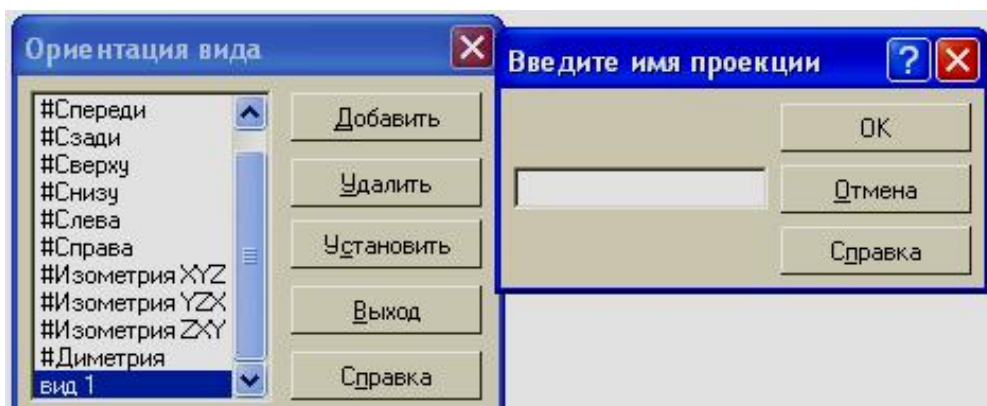 Ориентация вида
#Спереди
#Сзади
#Сверху
#Снизу
#Слева
#Справа
#Изометрия XYZ
#Изометрия YZX
#Изометрия ZXY
#Диметрия
вид 1
Добавить
Удалить
Установить
Выход
Справка
Введите имя проекции
OK
Отмена
Справка